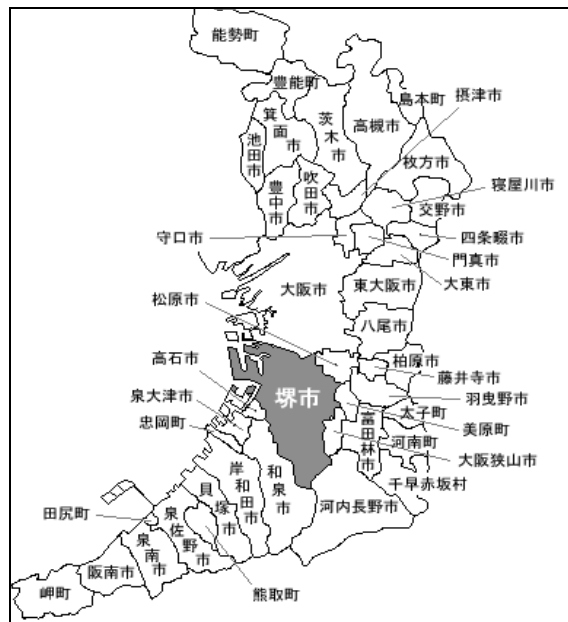 能勢町
豊能町
島本町
摂津市
箕面市
茨木市
高槻市
池田市
枚方市
豊中市
吹田市
寝屋川市
交野市
守口市
四条畷市
門真市
大東市
大阪市
東大阪市
松原市
八尾市
高石市
柏原市
藤井寺市
堺市
泉大津市
羽曳野市
太子町
忠岡町
美原町
富田林市
河南町
大阪狭山市
岸和田市
和泉市
千早赤坂村
貝塚市
河内長野市
田尻町
泉佐野市
泉南市
阪南市
熊取町
岬町